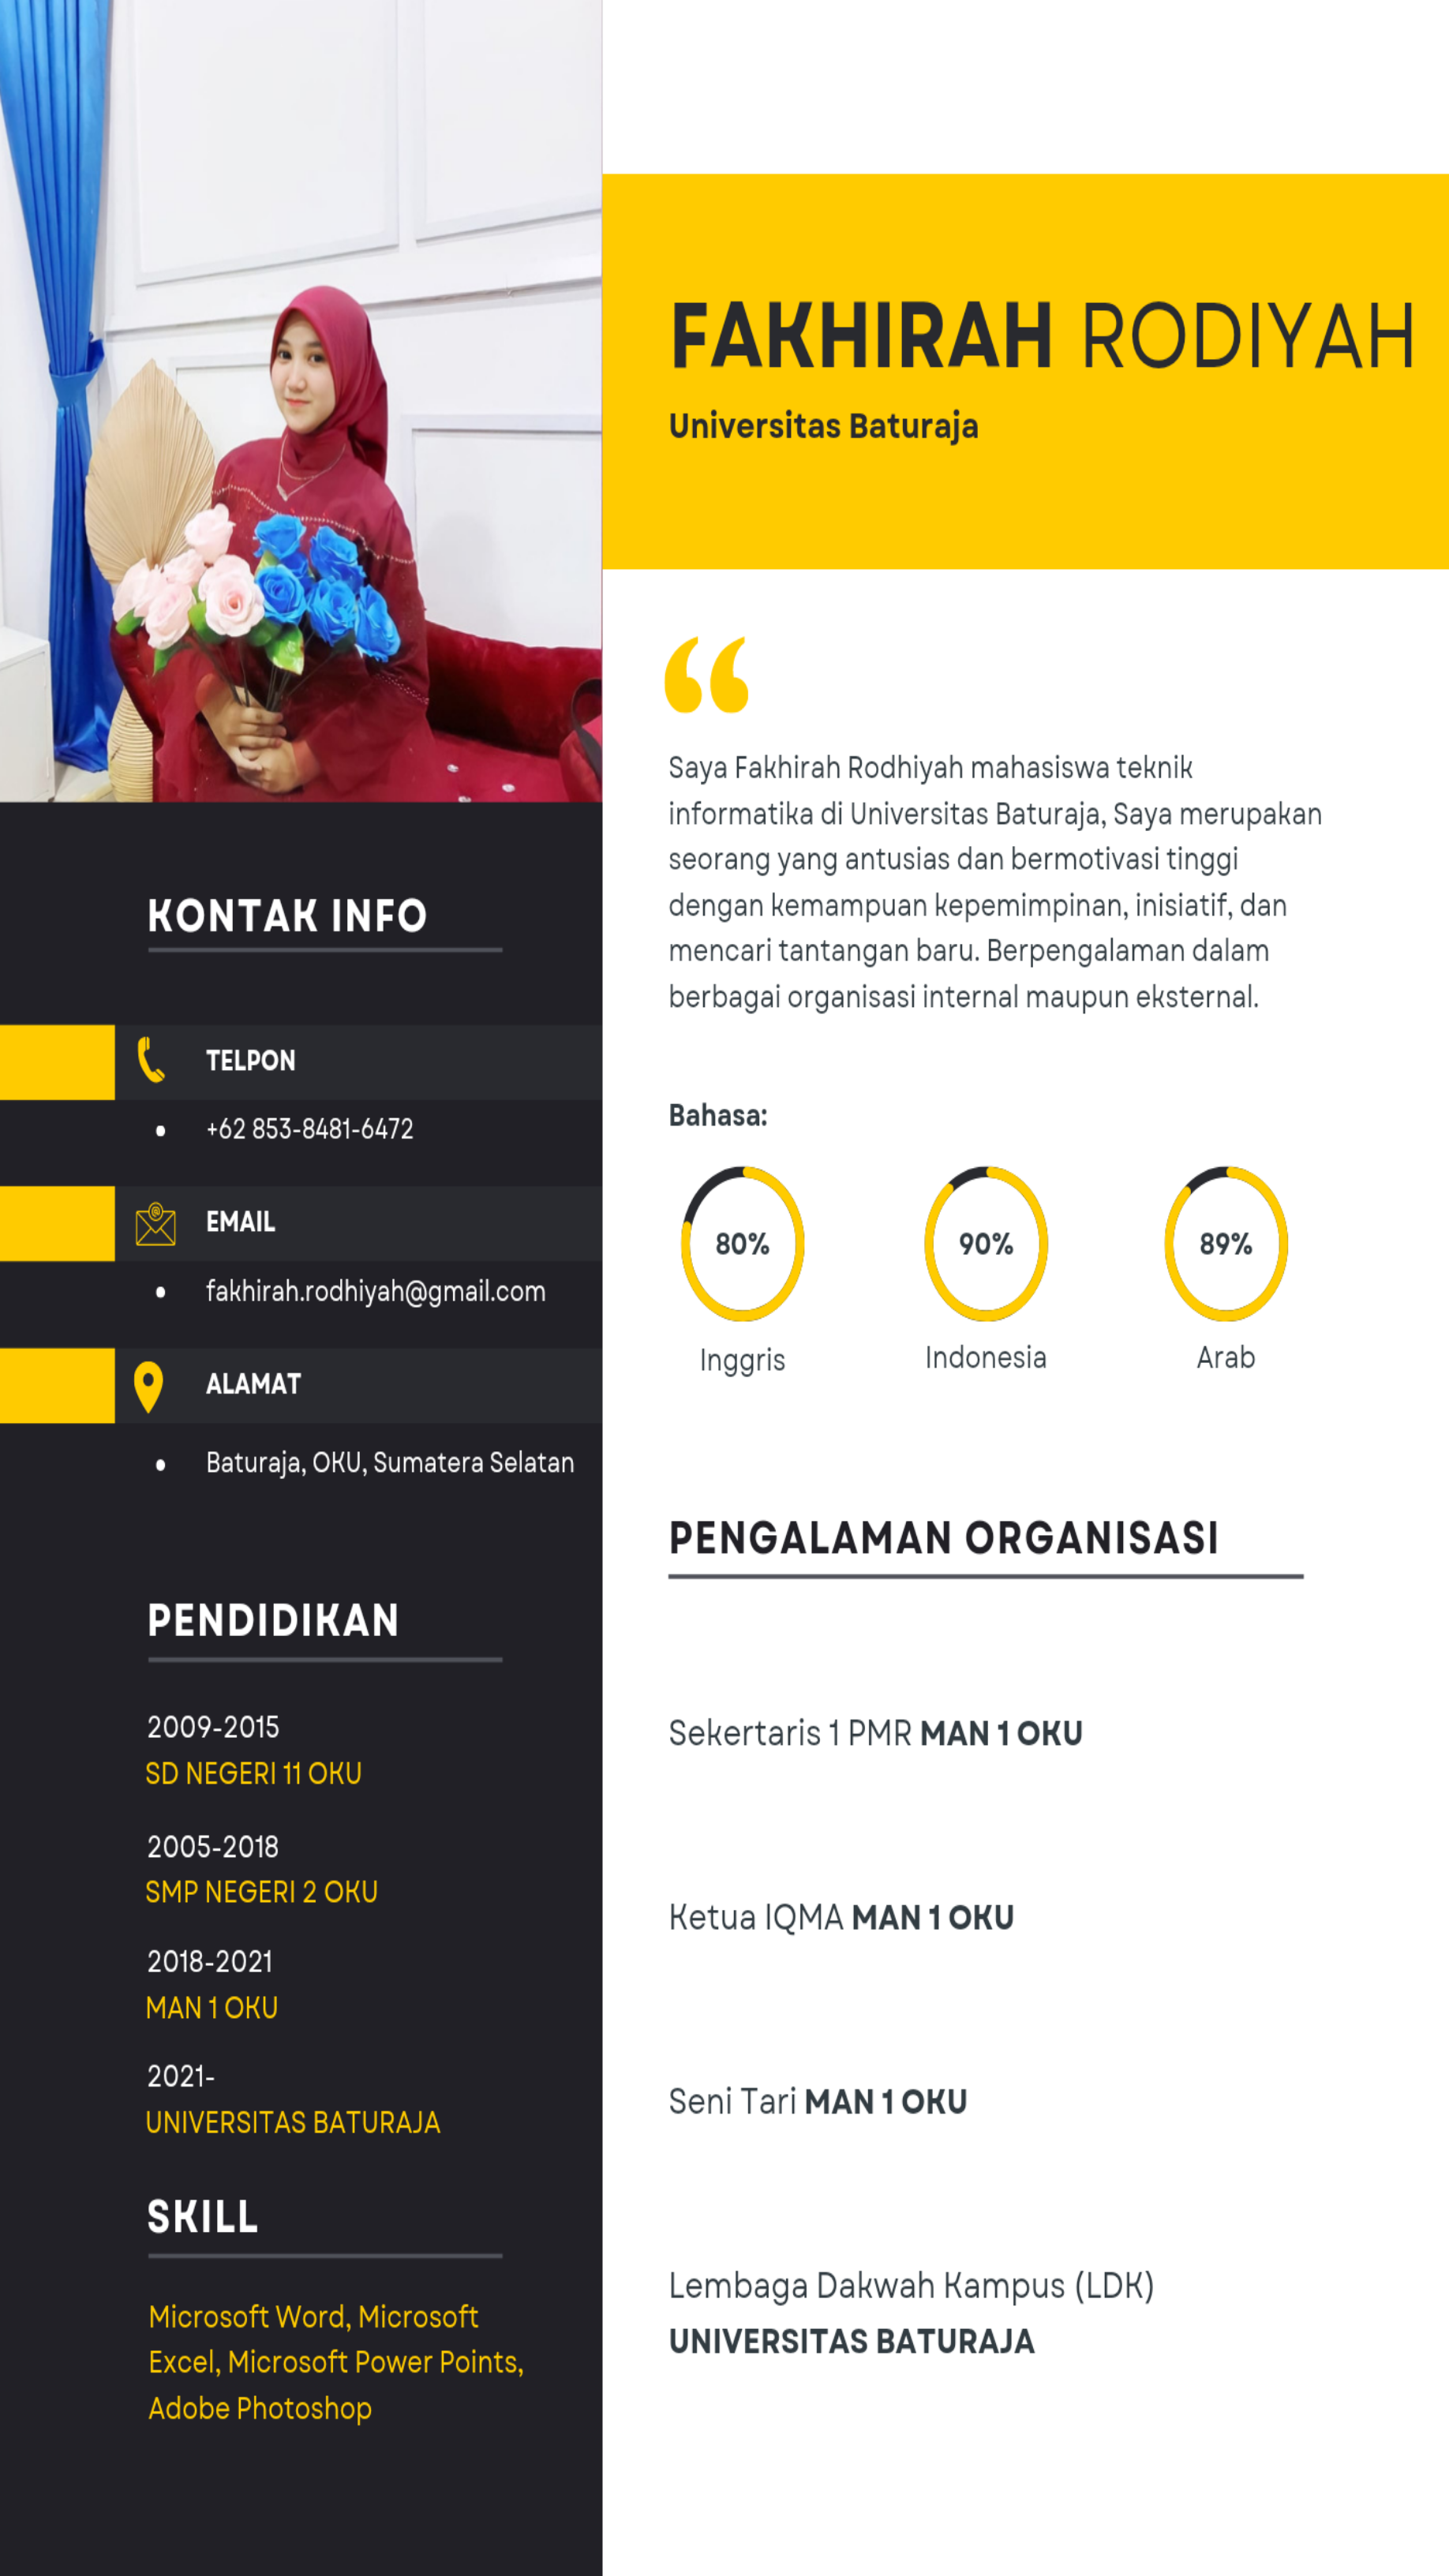 FAKHIRAH RODIYAH
Universitas Baturaja
Saya Fakhirah Rodhiyah mahasiswa teknik
informatika di Universitas Baturaja, Saya merupakan
seorang yang antusias dan bermotivasi tinggi
dengan kemampuan kepemimpinan, inisiatif, dan
mencari tantangan baru. Berpengalaman dalam
berbagai organisasi internal maupun eksternal.
Bahasa:
80% 90% 89%
Inggris Indonesia Arab
PENGALAMAN ORGANISASI
Sekertaris 1 PMR MAN 1 OKU
Ketua IQMA MAN 1 OKU
Seni Tari MAN 1 OKU
Lembaga Dakwah Kampus (LDK)
UNIVERSITAS BATURAJA
KONTAK INFO
TELPON
• +62 853-8481-6472
EMAIL
• fakhirah.rodhiyah@gmail.com
ALAMAT
• Baturaja, OKU, Sumatera Selatan
PENDIDIKAN
2009-2015
SD NEGERI 11 OKU
2005-2018
SMP NEGERI 2 OKU
2018-2021
MAN 1 OKU
2021-
UNIVERSITAS BATURAJA
SKILL
Microsoft Word, Microsoft
Excel, Microsoft Power Points,
Adobe Photoshop